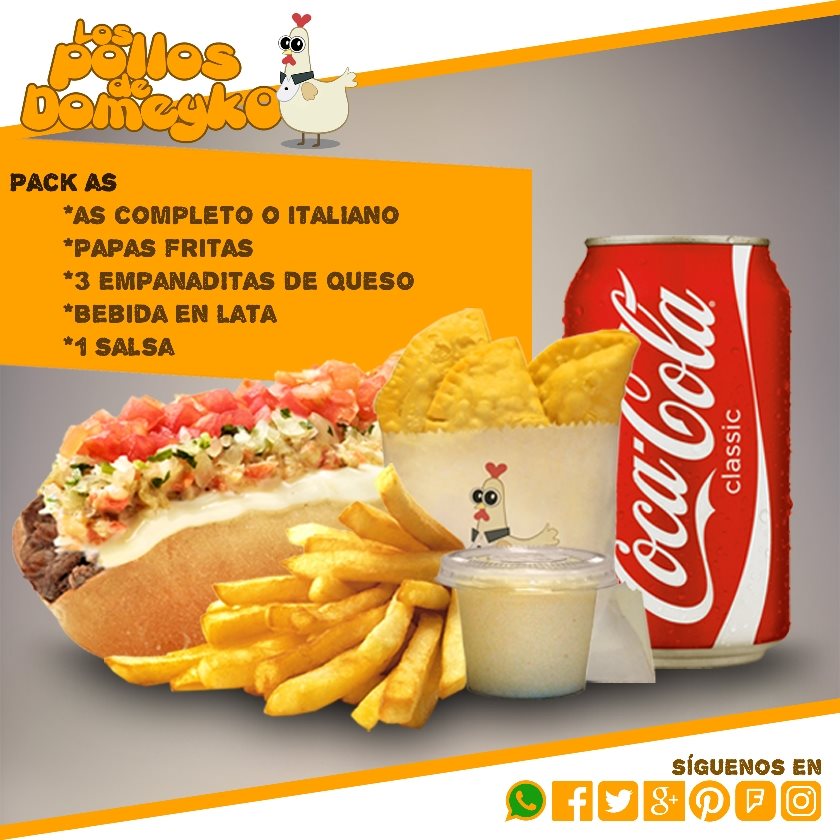 Los
pollos
de
Domeyko
PACK AS
*AS COMPLETO O ITALIANO
*PAPAS FRITAS
*3 EMPANADITAS DE QUESO
*BEBIDA EN LATA
*1 SALSA
Coca-Cola
classic
SÍGUENOS EN